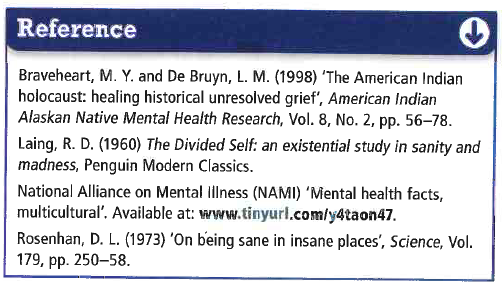 Reference
Braveheart, M. Y. and De Bruyn, L. M. (1998) 'The American Indian
holocaust: healing historical unresolved grief', American Indian
Alaskan Native Mental Health Research, Vol. 8, No. 2, pp. 56–78.
Laing, R. D. (1960) The Divided Self: an existential study in sanity and
madness, Penguin Modern Classics.
National Alliance on Mental illness (NAMI) 'Mental health facts,
multicultural'. Available at: www.tinyurl.com/y4taon47.
Rosenhan, D. L. (1973) 'On being sane in insane places', Science, Vol.
179, pp. 250–58.